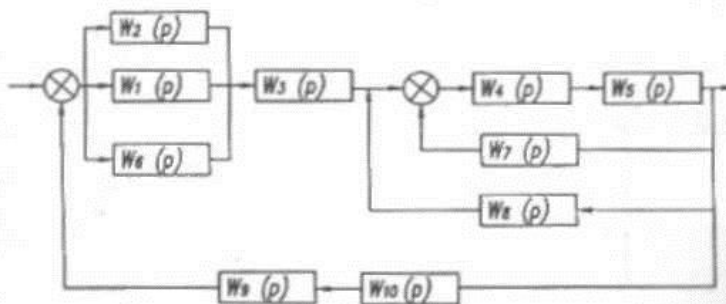 W2 (p)
W1 (p)
W3 (p)
W4 (p)
W5 (p)
W6 (p)
W7 (p)
W8 (p)
W9 (p)
W10 (p)